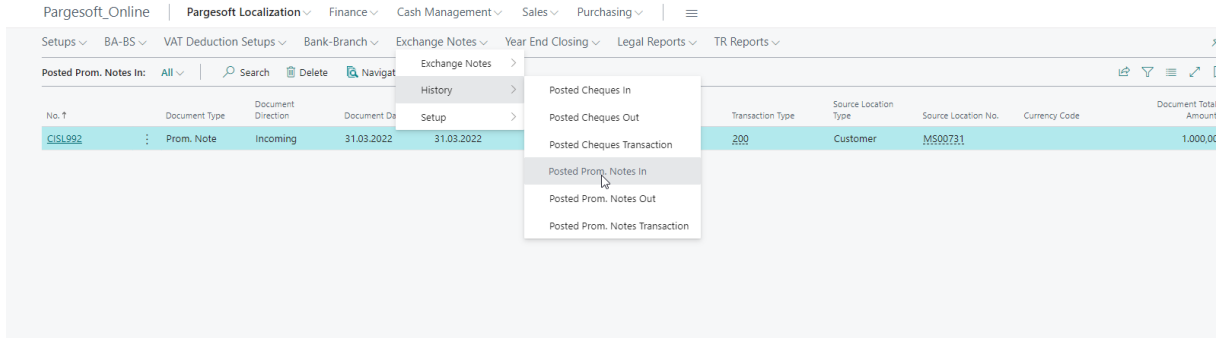 Pargesoft_Online Pargesoft Localization Finance Cash Management Sales Purchasing
Setups BA-BS VAT Deduction Setups Bank-Branch Exchange Notes Year End Closing Legal Reports TR Reports
Posted Prom. Notes In: All Search Delete Navigat
Exchange Notes
History
Setup
Posted Cheques In
Posted Cheques Out
Posted Cheques Transaction
Posted Prom. Notes In
Posted Prom. Notes Out
Posted Prom. Notes Transaction
No. ↑ Document Type Document Direction Document Da Transaction Type Source Location Type Source Location No. Currency Code Document Total Amount
CISL992 Prom. Note Incoming 31.03.2022 31.03.2022 200 Customer MS00731 1.000,00